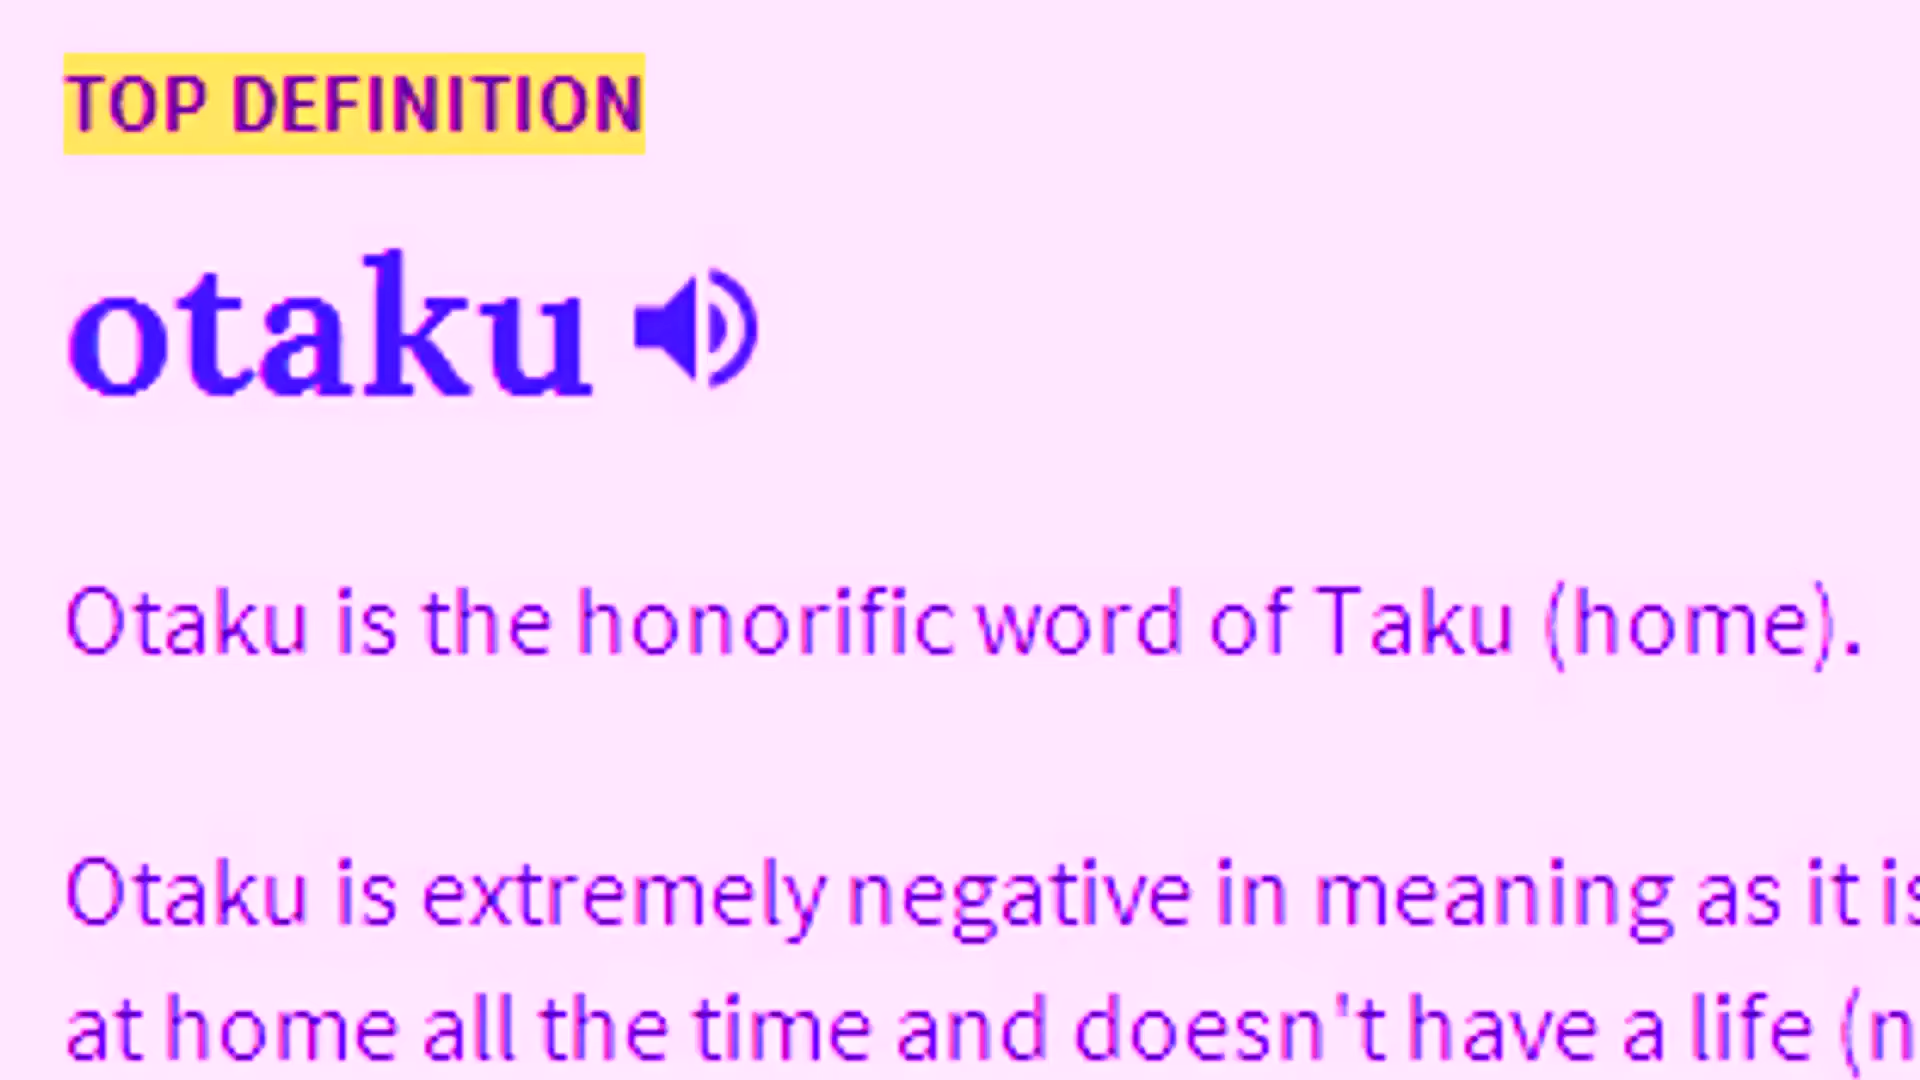 TOP DEFINITION
otaku
Otaku is the honorific word of Taku (home).
Otaku is extremely negative in meaning as it is
at home all the time and doesn't have a life (n